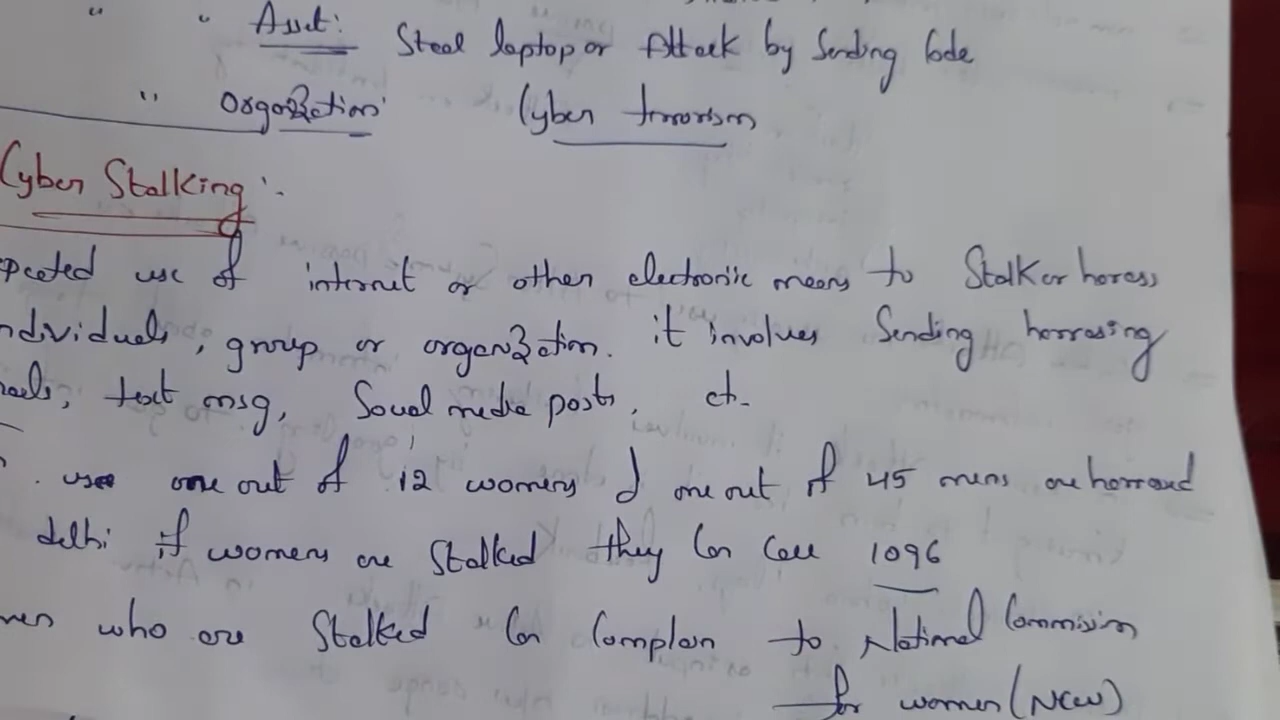 " " Asset: Steal laptop or Attack by Sending Code
" Organization: Cyber terrorism
Cyber Stalking :-
peated use of internet or other electronic means to Stalk or harass
ndividuals, group or organization. it involves Sending harrasing
mails, text msg, Social media posts, etc
use one out of 12 womens & one out of 45 mens are harrased
delhi if womens are Stalked they can call 1096
men who are Stalked can Complain to National Commission
for women (NCW)